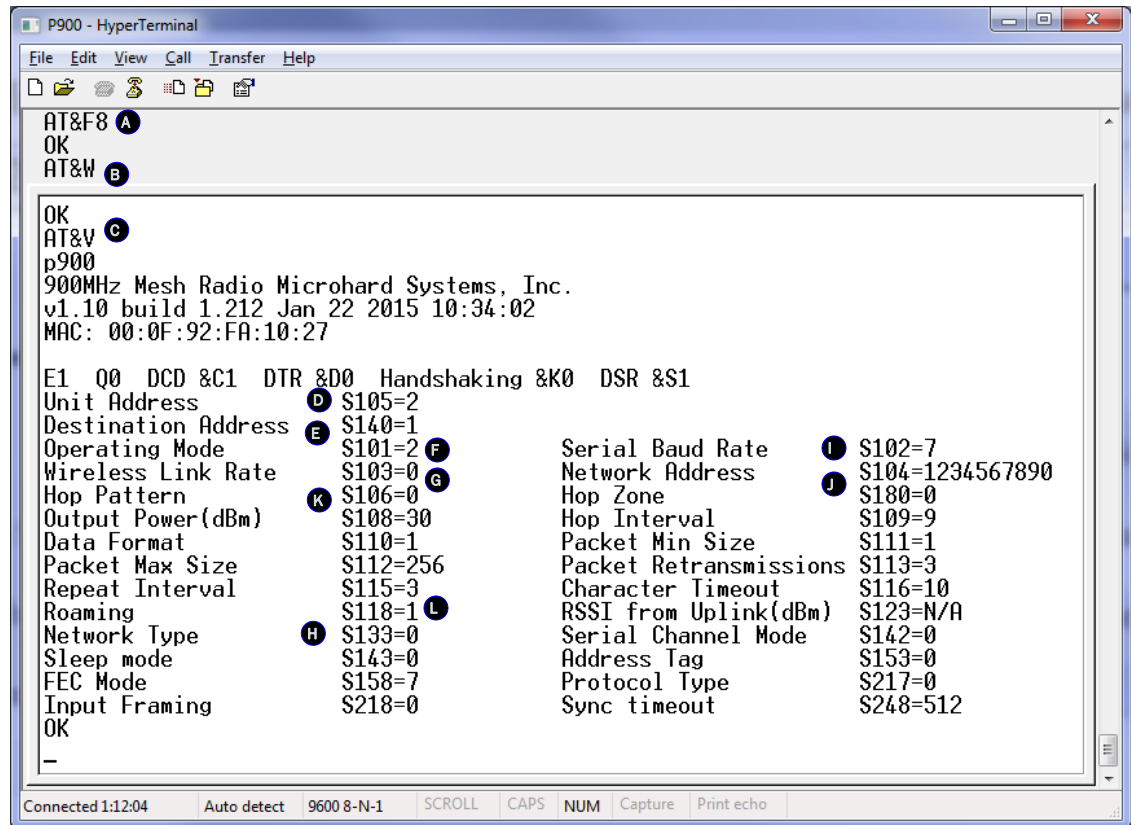 P900 - HyperTerminal
File Edit View Call Transfer Help
AT&F8 A
OK
AT&W B
OK
AT&V C
p900
900MHz Mesh Radio Microhard Systems, Inc.
v1.10 build 1.212 Jan 22 2015 10:34:02
MAC: 00:0F:92:FA:10:27
E1 Q0 DCD &C1 DTR &D0 Handshaking &K0 DSR &S1
Unit Address D S105=2
Destination Address E S140=1
Operating Mode S101=2 F Serial Baud Rate I S102=7
Wireless Link Rate S103=0 G Network Address J S104=1234567890
Hop Pattern K S106=0 Hop Zone S180=0
Output Power(dBm) S108=30 Hop Interval S109=9
Data Format S110=1 Packet Min Size S111=1
Packet Max Size S112=256 Packet Retransmissions S113=3
Repeat Interval S115=3 Character Timeout S116=10
Roaming S118=1 L RSSI from Uplink(dBm) S123=N/A
Network Type H S133=0 Serial Channel Mode S142=0
Sleep mode S143=0 Address Tag S153=0
FEC Mode S158=7 Protocol Type S217=0
Input Framing S218=0 Sync timeout S248=512
OK
_
Connected 1:12:04 Auto detect 9600 8-N-1 SCROLL CAPS NUM Capture Print echo